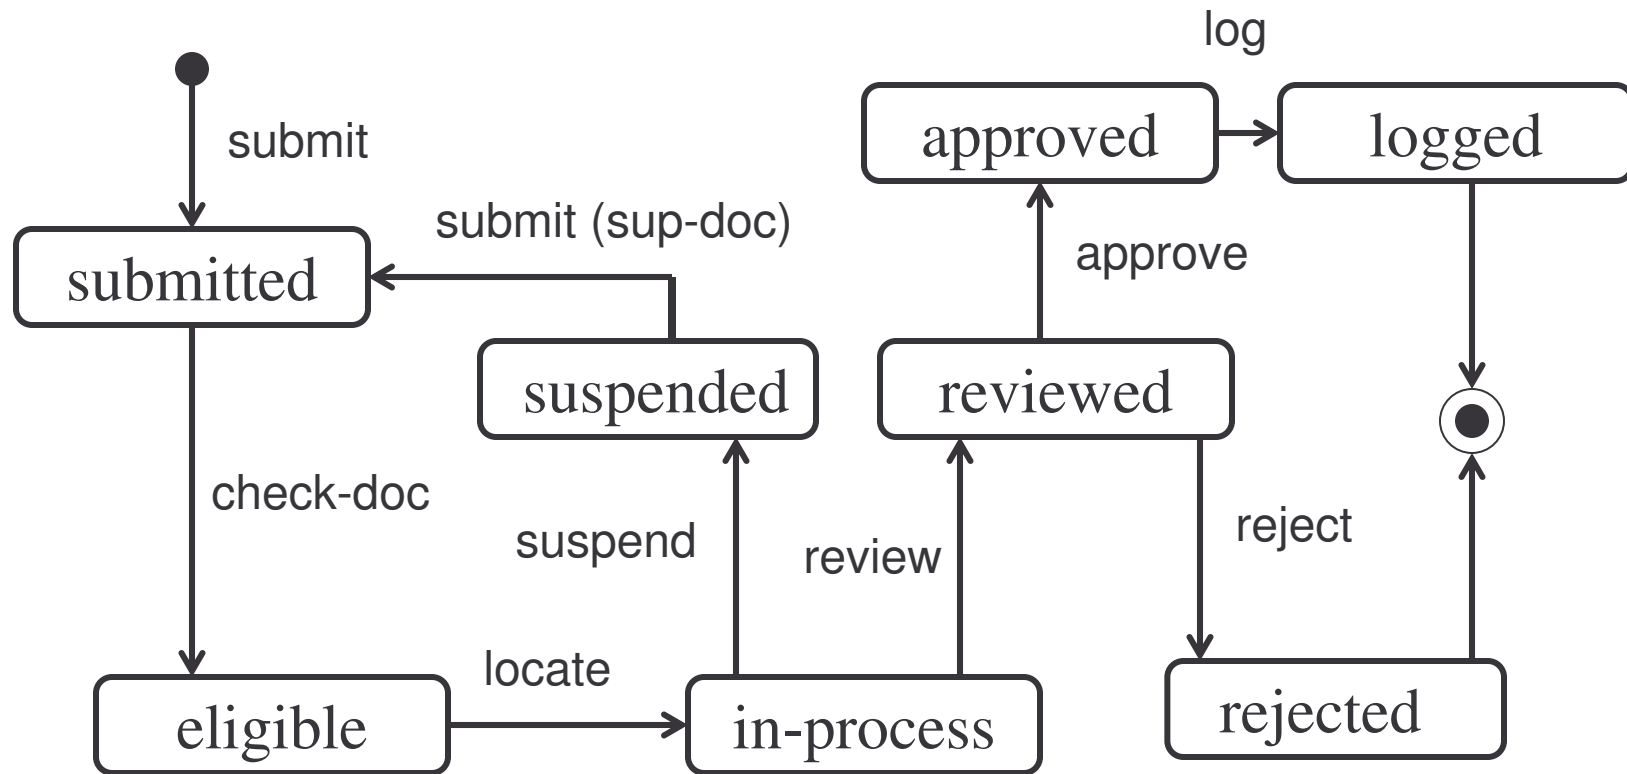 log
approved
logged
submit
submit (sup-doc)
approve
submitted
suspended
reviewed
check-doc
suspend
review
reject
locate
eligible
in-process
rejected